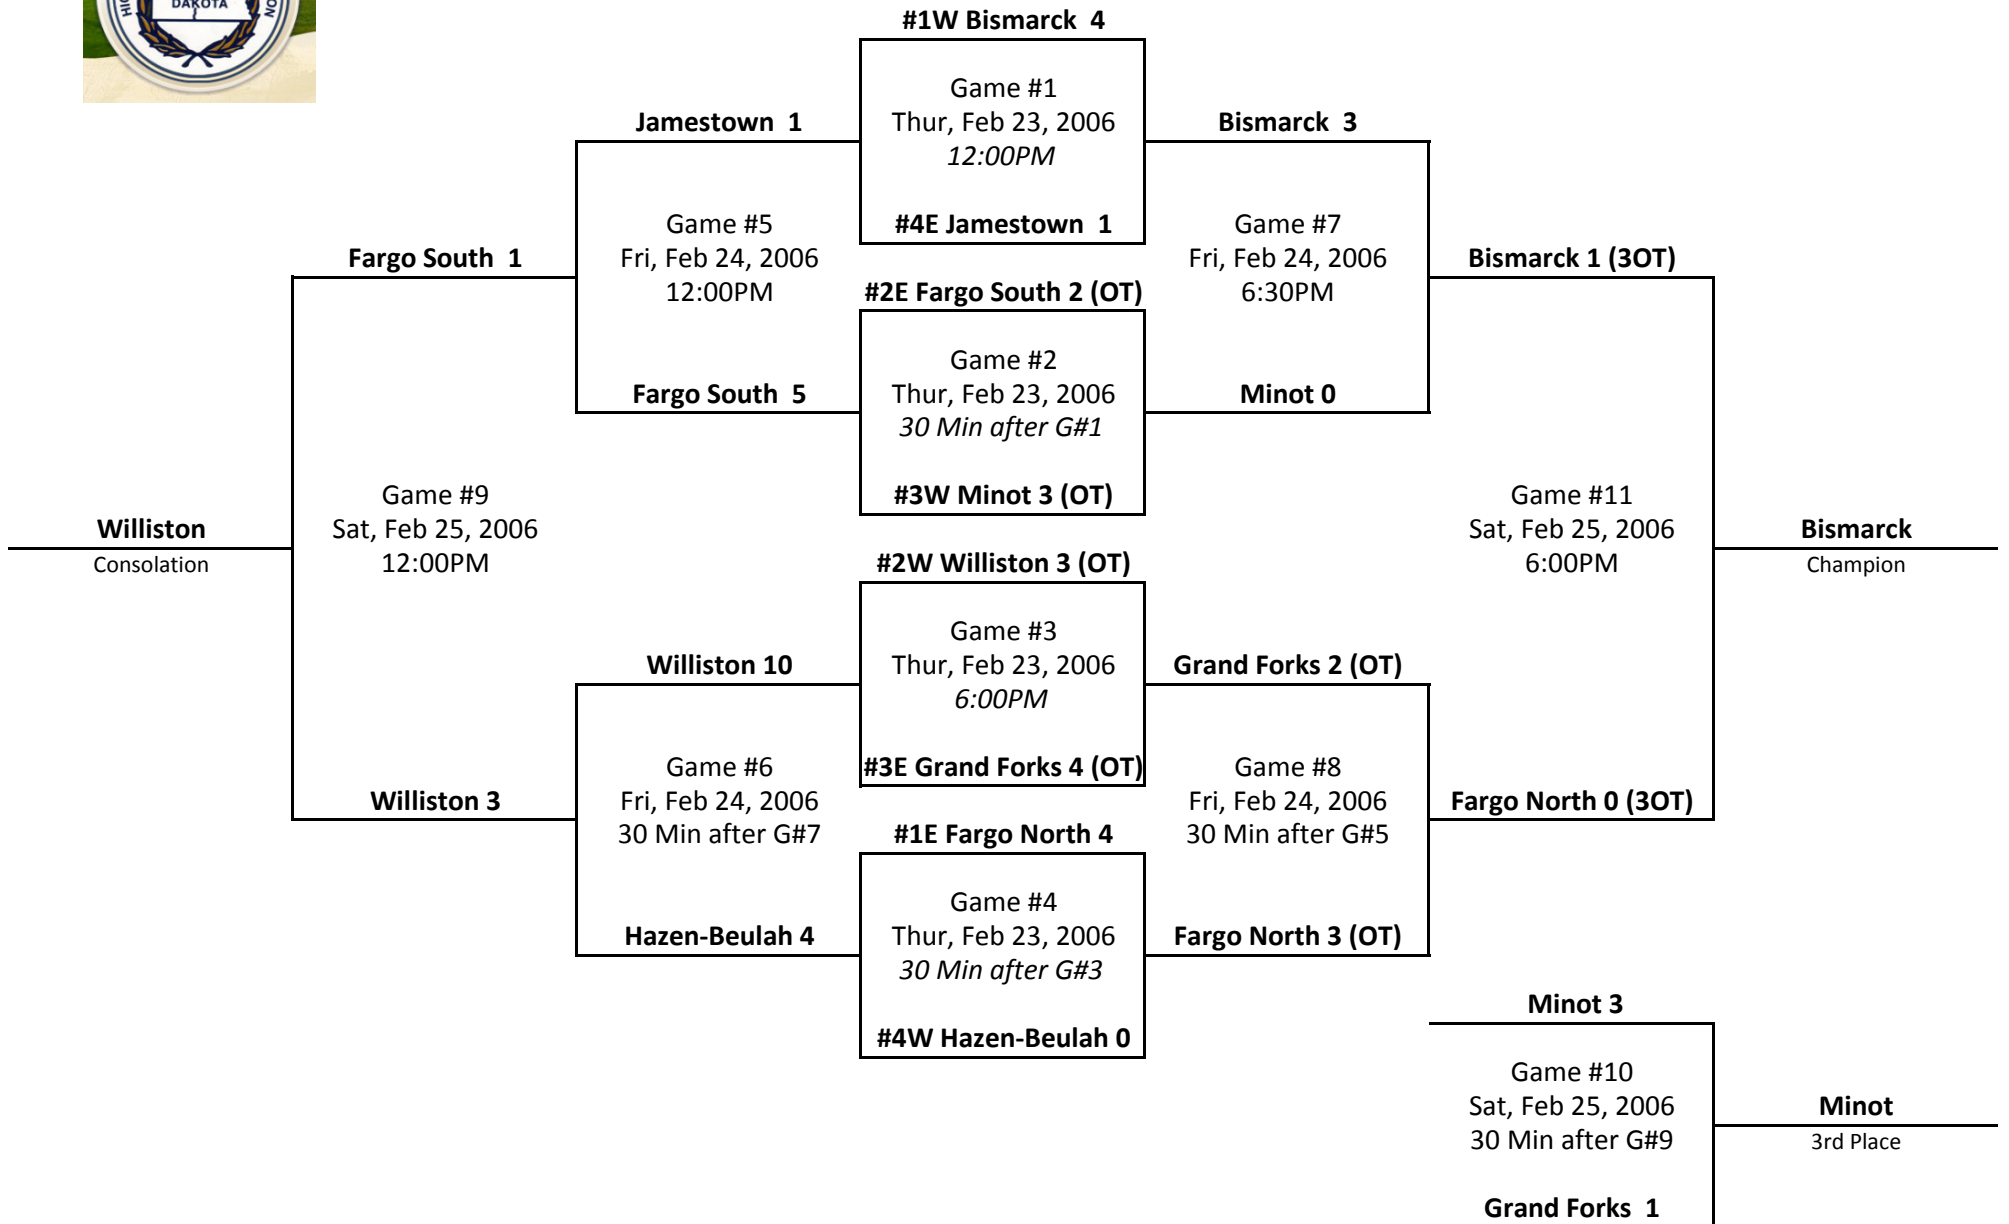 DAKOTA
#1W Bismarck 4
Game #1
Thur, Feb 23, 2006
12:00PM
#4E Jamestown 1
Jamestown 1
Bismarck 3
Game #5
Fri, Feb 24, 2006
12:00PM
Game #7
Fri, Feb 24, 2006
6:30PM
Fargo South 1
Bismarck 1 (3OT)
#2E Fargo South 2 (OT)
Game #2
Thur, Feb 23, 2006
30 Min after G#1
#3W Minot 3 (OT)
Fargo South 5
Minot 0
Game #9
Sat, Feb 25, 2006
12:00PM
Williston
Consolation
Game #11
Sat, Feb 25, 2006
6:00PM
Bismarck
Champion
#2W Williston 3 (OT)
Game #3
Thur, Feb 23, 2006
6:00PM
#3E Grand Forks 4 (OT)
Williston 10
Grand Forks 2 (OT)
Game #6
Fri, Feb 24, 2006
30 Min after G#7
Game #8
Fri, Feb 24, 2006
30 Min after G#5
Williston 3
Fargo North 0 (3OT)
#1E Fargo North 4
Game #4
Thur, Feb 23, 2006
30 Min after G#3
#4W Hazen-Beulah 0
Hazen-Beulah 4
Fargo North 3 (OT)
Minot 3
Game #10
Sat, Feb 25, 2006
30 Min after G#9
Grand Forks 1
Minot
3rd Place